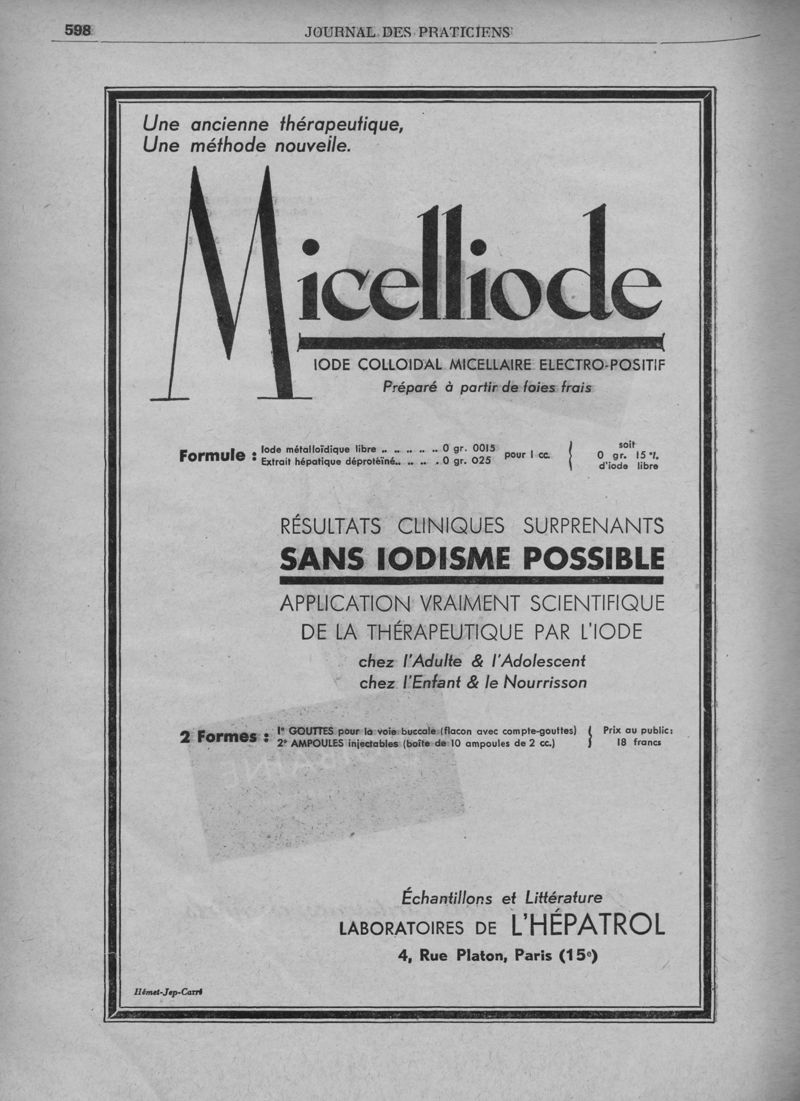 598
JOURNAL DES PRATICIENS
Une ancienne thérapeutique,
Une méthode nouvelle.
Micelliode
IODE COLLOIDAL MICELLAIRE ELECTRO-POSITIF
Préparé à partir de foies frais
Formule : Iode métalloïdique libre .. .. .. .. .. 0 gr. 0015
Extrait hépatique déprotéiné.. .. .. . 0 gr. 025
pour 1 cc.
soit
0 gr. 15 %.
d'iode libre
RÉSULTATS CLINIQUES SURPRENANTS
SANS IODISME POSSIBLE
APPLICATION VRAIMENT SCIENTIFIQUE
DE LA THÉRAPEUTIQUE PAR L'IODE
chez l'Adulte & l'Adolescent
chez l'Enfant & le Nourrisson
2 Formes : 1° GOUTTES pour la voie buccale (flacon avec compte-gouttes)
2° AMPOULES injectables (boîte de 10 ampoules de 2 cc.)
Prix au public:
18 francs
Échantillons et Littérature
LABORATOIRES DE L'HÉPATROL
4, Rue Platon, Paris (15e)
Hémet-Jep-Carré